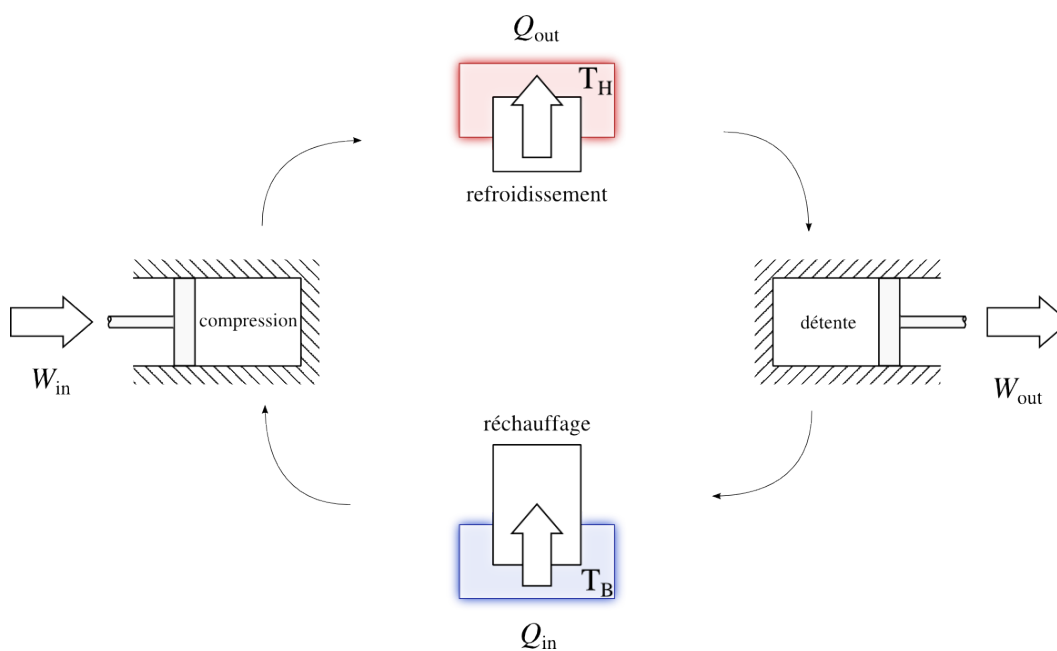 Q_out
T_H
refroidissement
compression
W_in
détente
W_out
réchauffage
T_B
Q_in